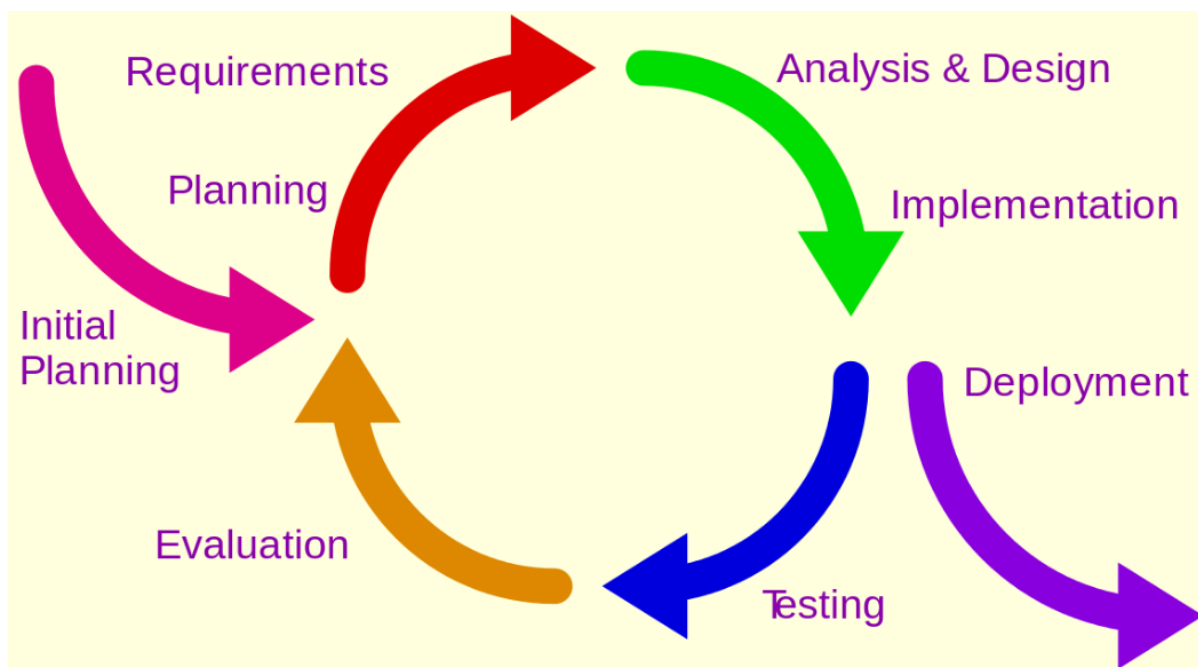 Requirements
Analysis & Design
Planning
Implementation
Initial
Planning
Deployment
Evaluation
Testing